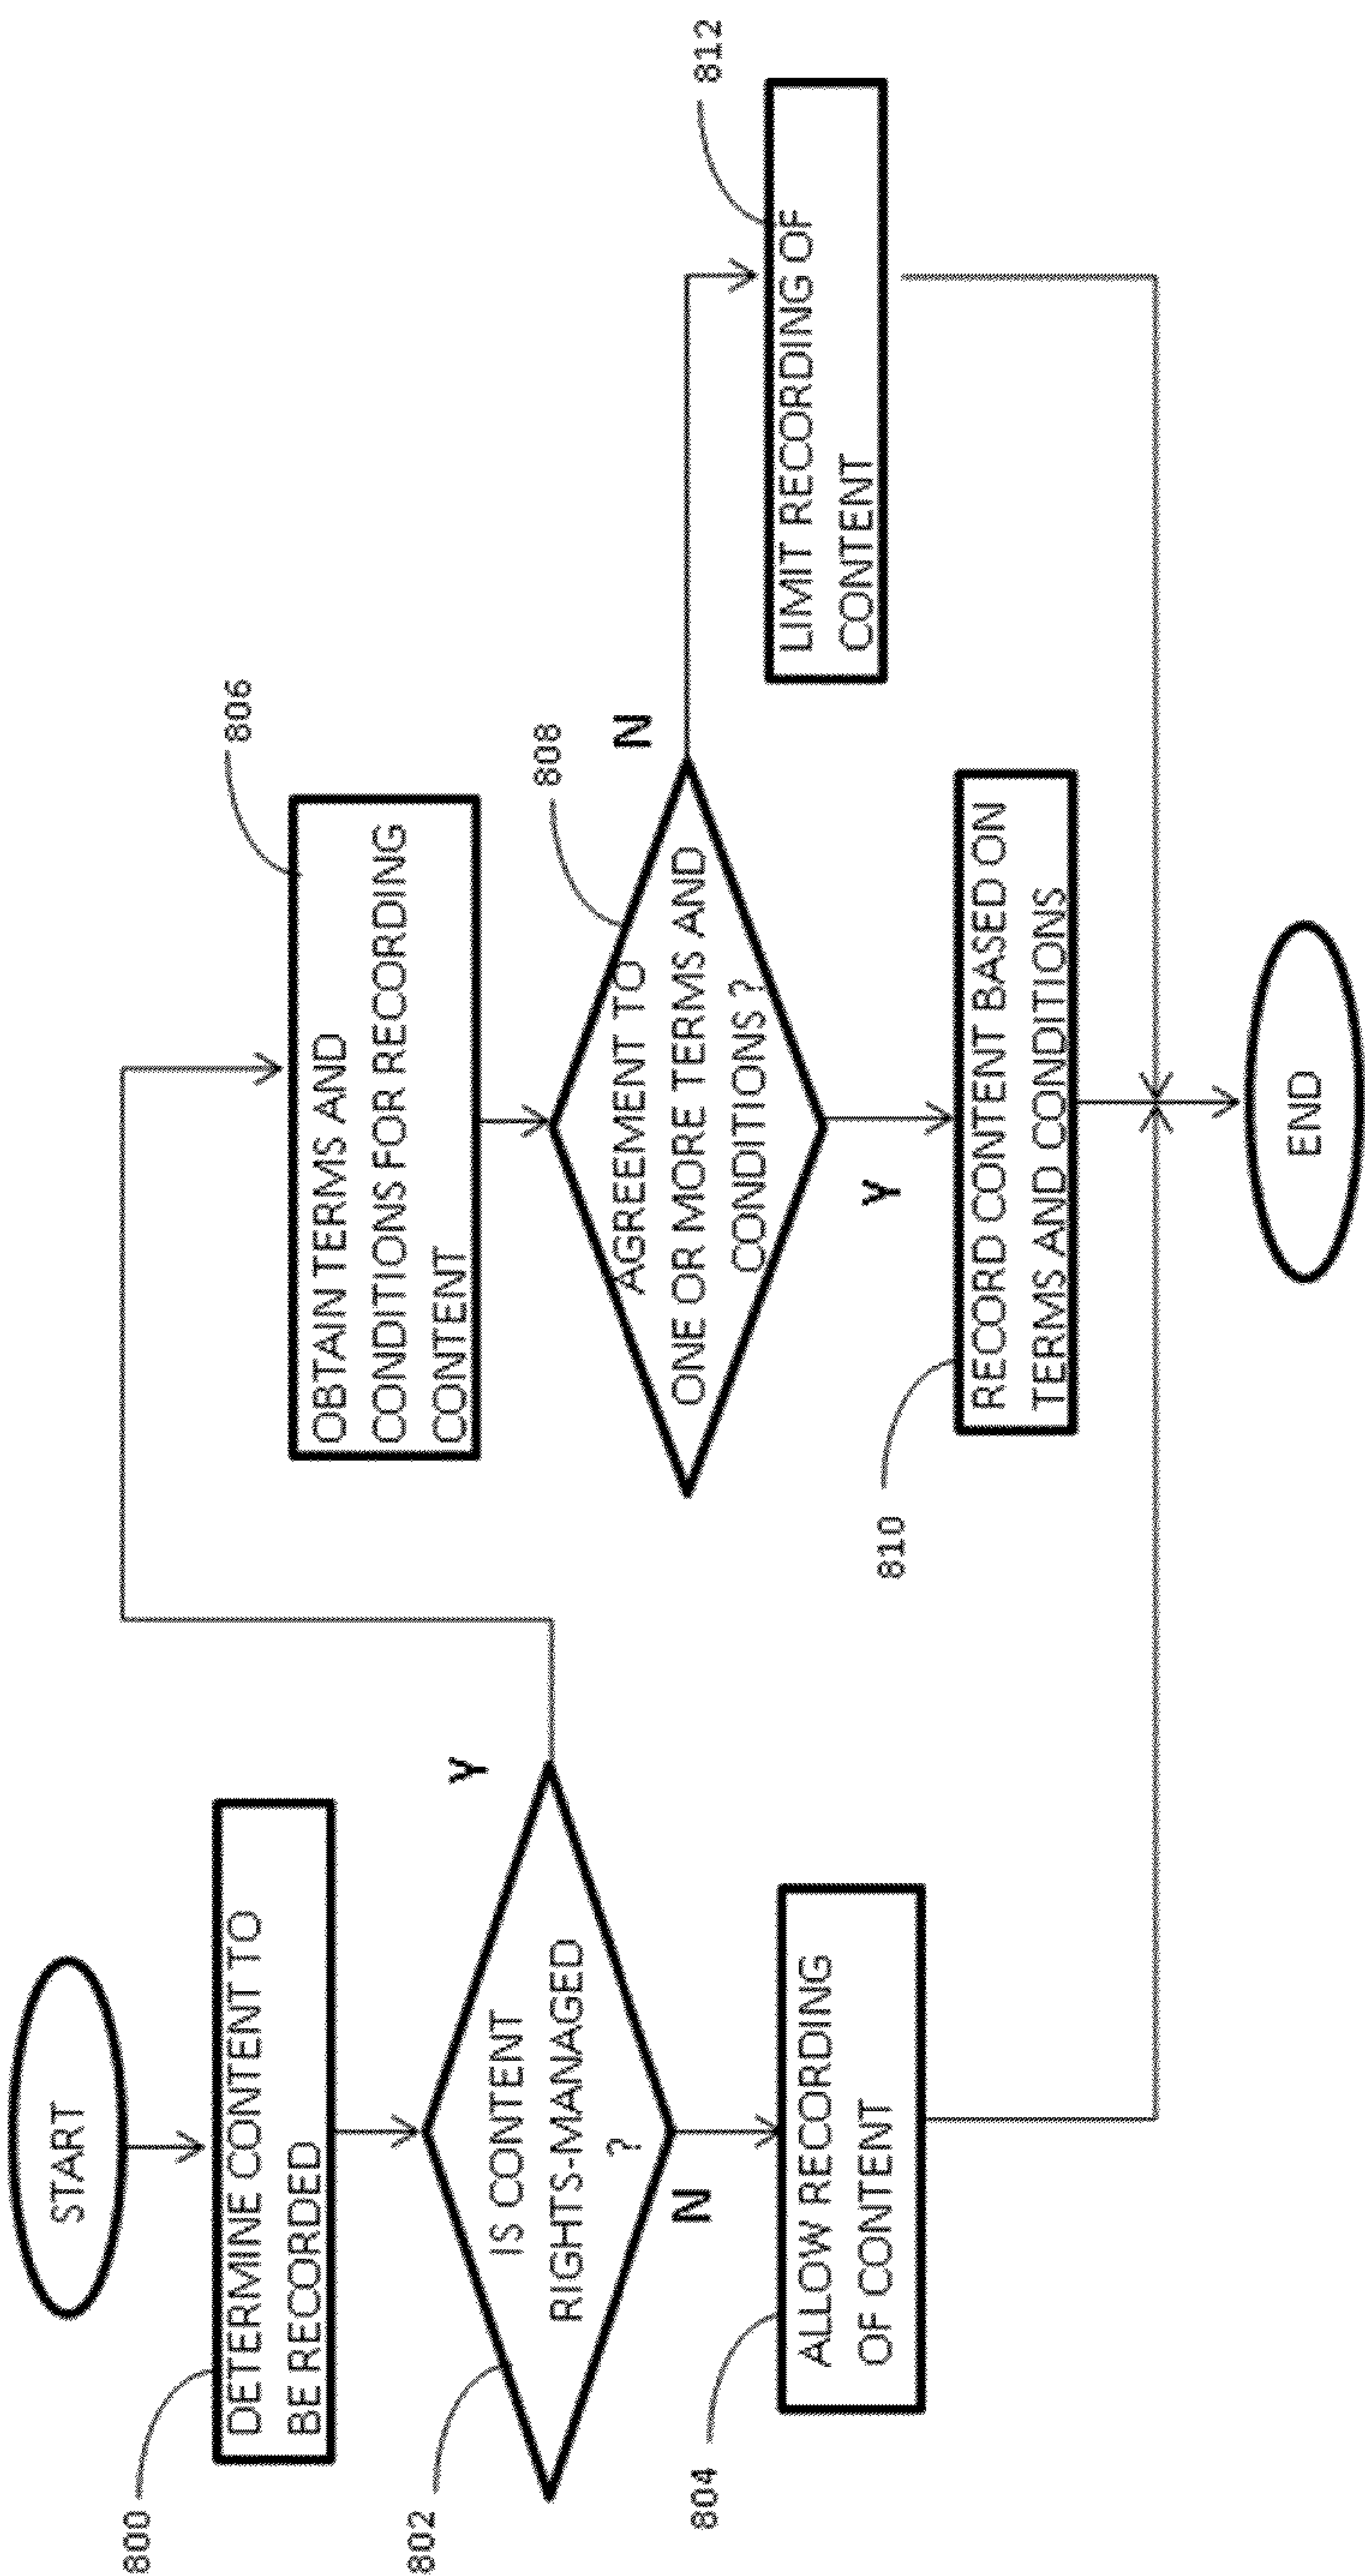 START
800
DETERMINE CONTENT TO
BE RECORDED
802
IS CONTENT
RIGHTS-MANAGED
?
Y
N
804
ALLOW RECORDING
OF CONTENT
806
OBTAIN TERMS AND
CONDITIONS FOR RECORDING
CONTENT
808
AGREEMENT TO
ONE OR MORE TERMS AND
CONDITIONS ?
N
Y
810
RECORD CONTENT BASED ON
TERMS AND CONDITIONS
812
LIMIT RECORDING OF
CONTENT
END